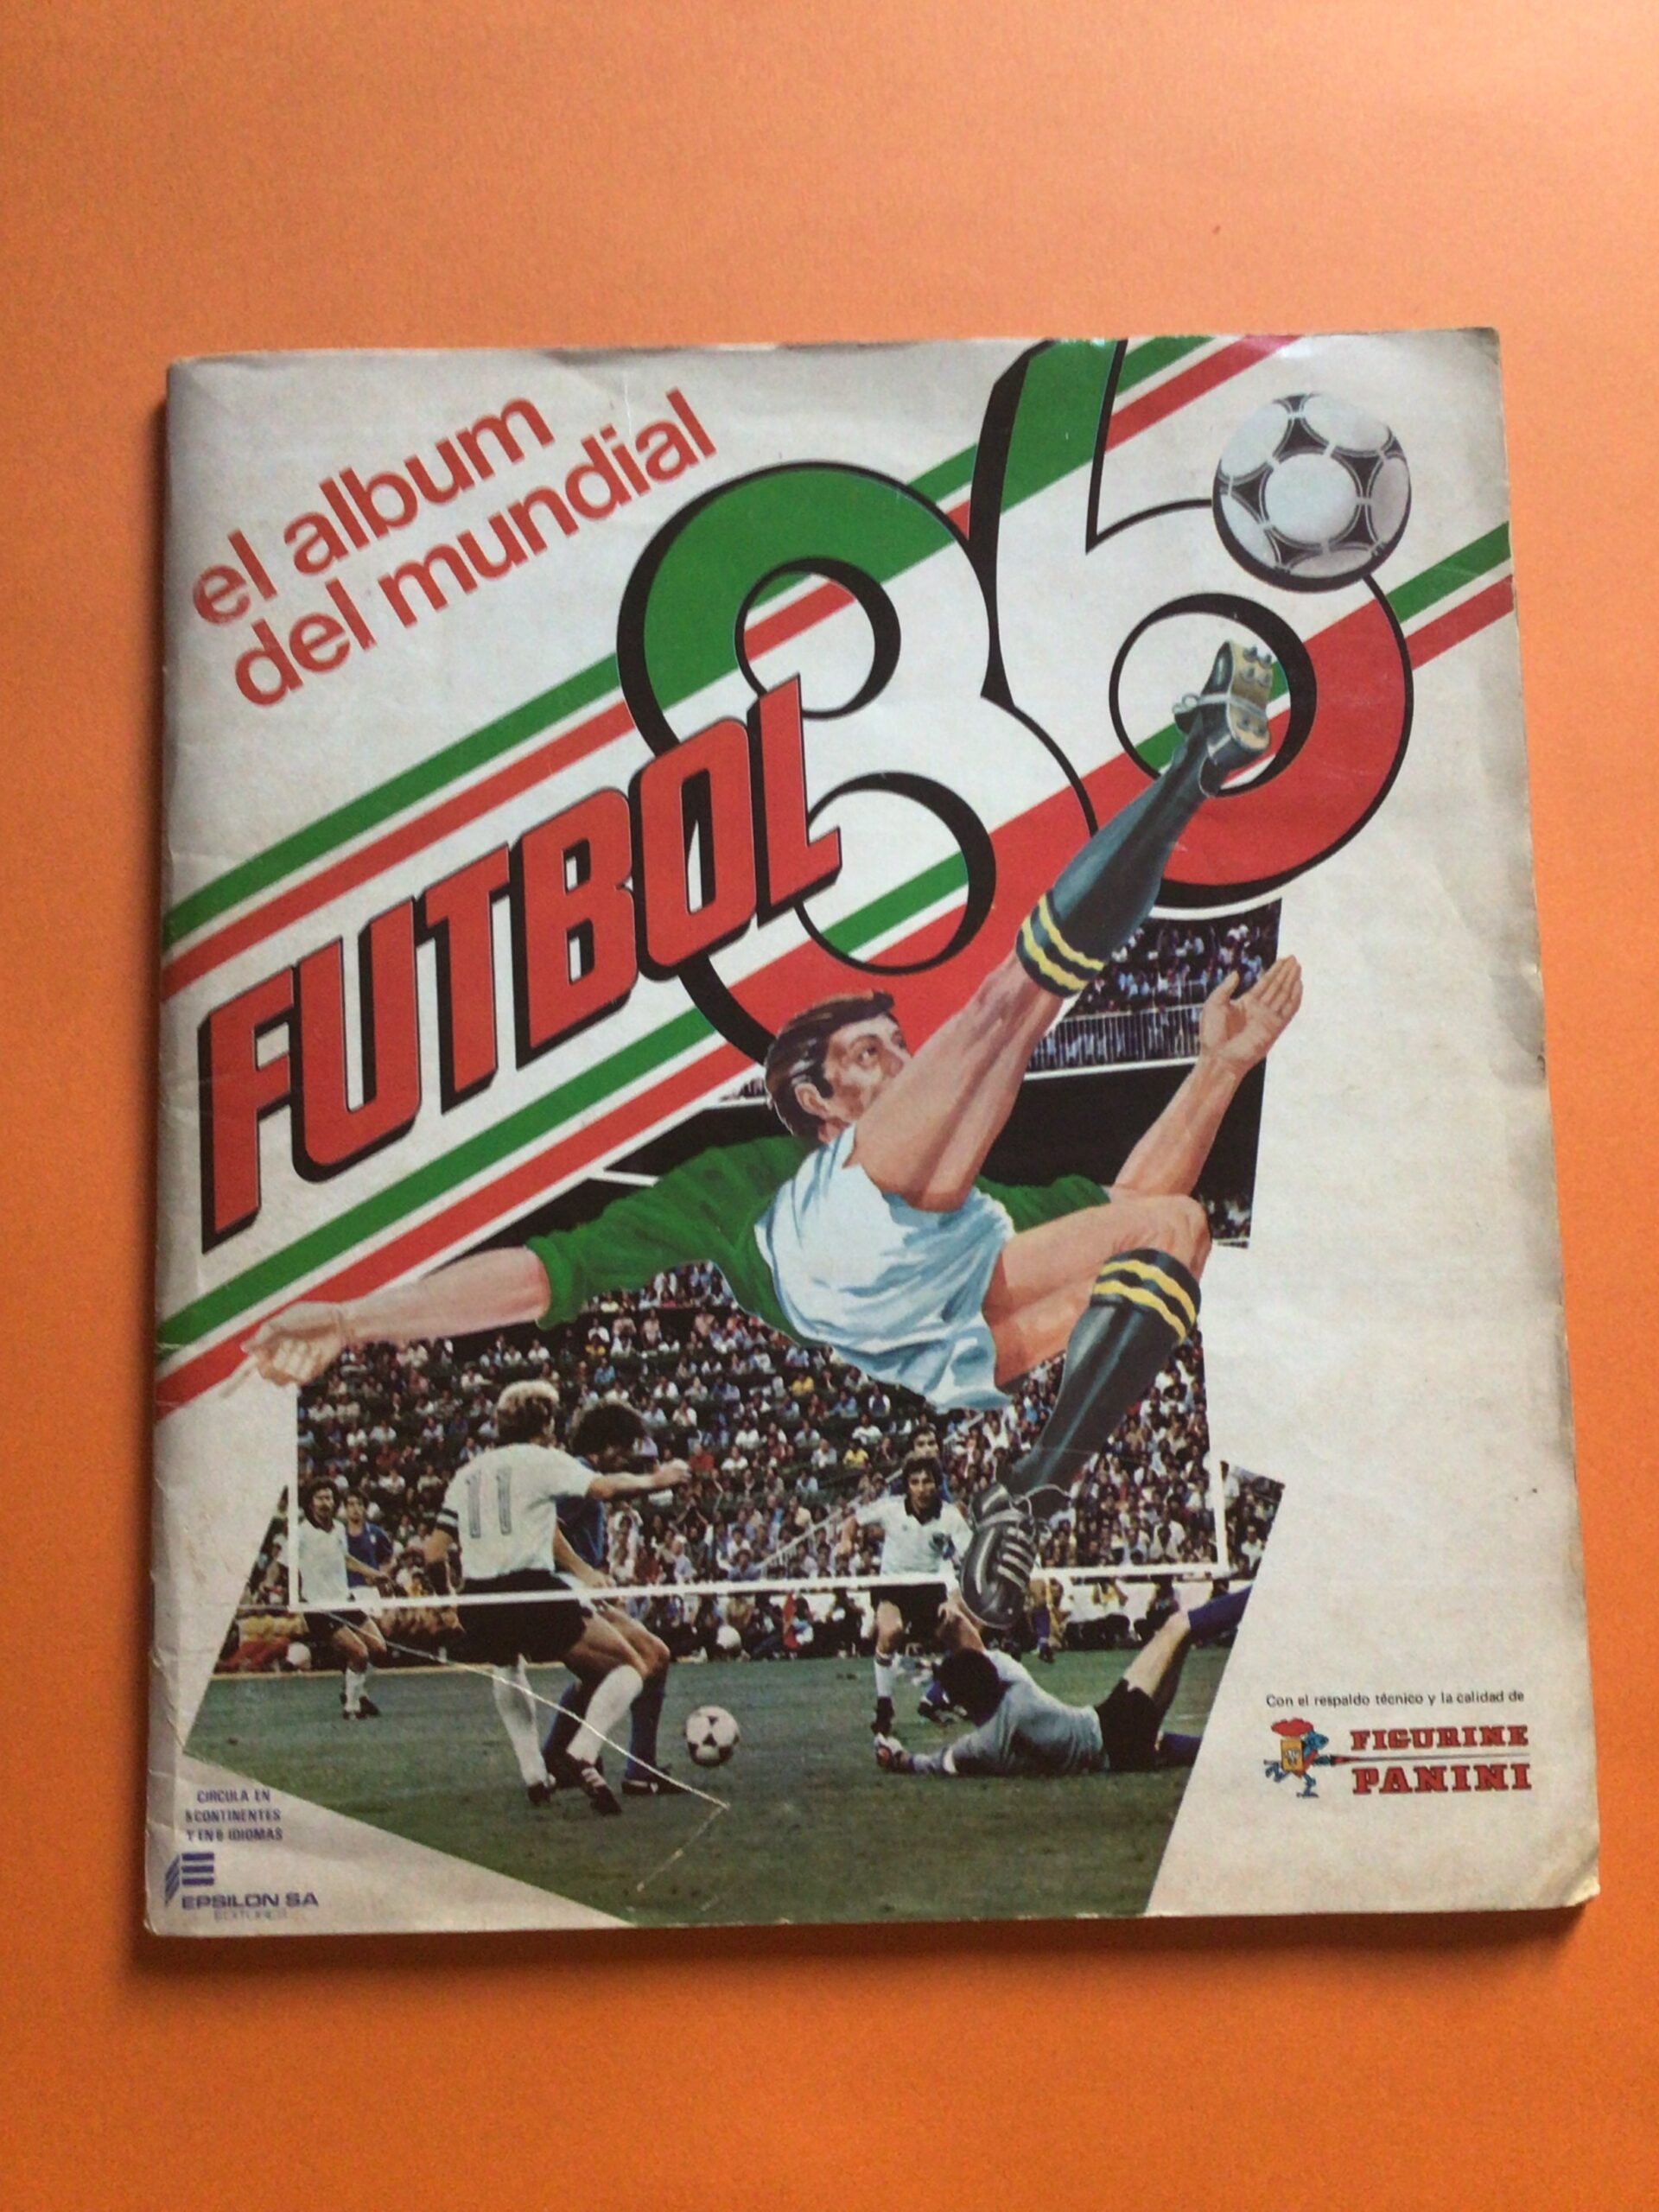 el album
del mundial
FUTBOL
86
11
Con el respaldo técnico y la calidad de
FIGURINE
PANINI
CIRCULA EN
5 CONTINENTES
Y EN 6 IDIOMAS
EPSILON SA